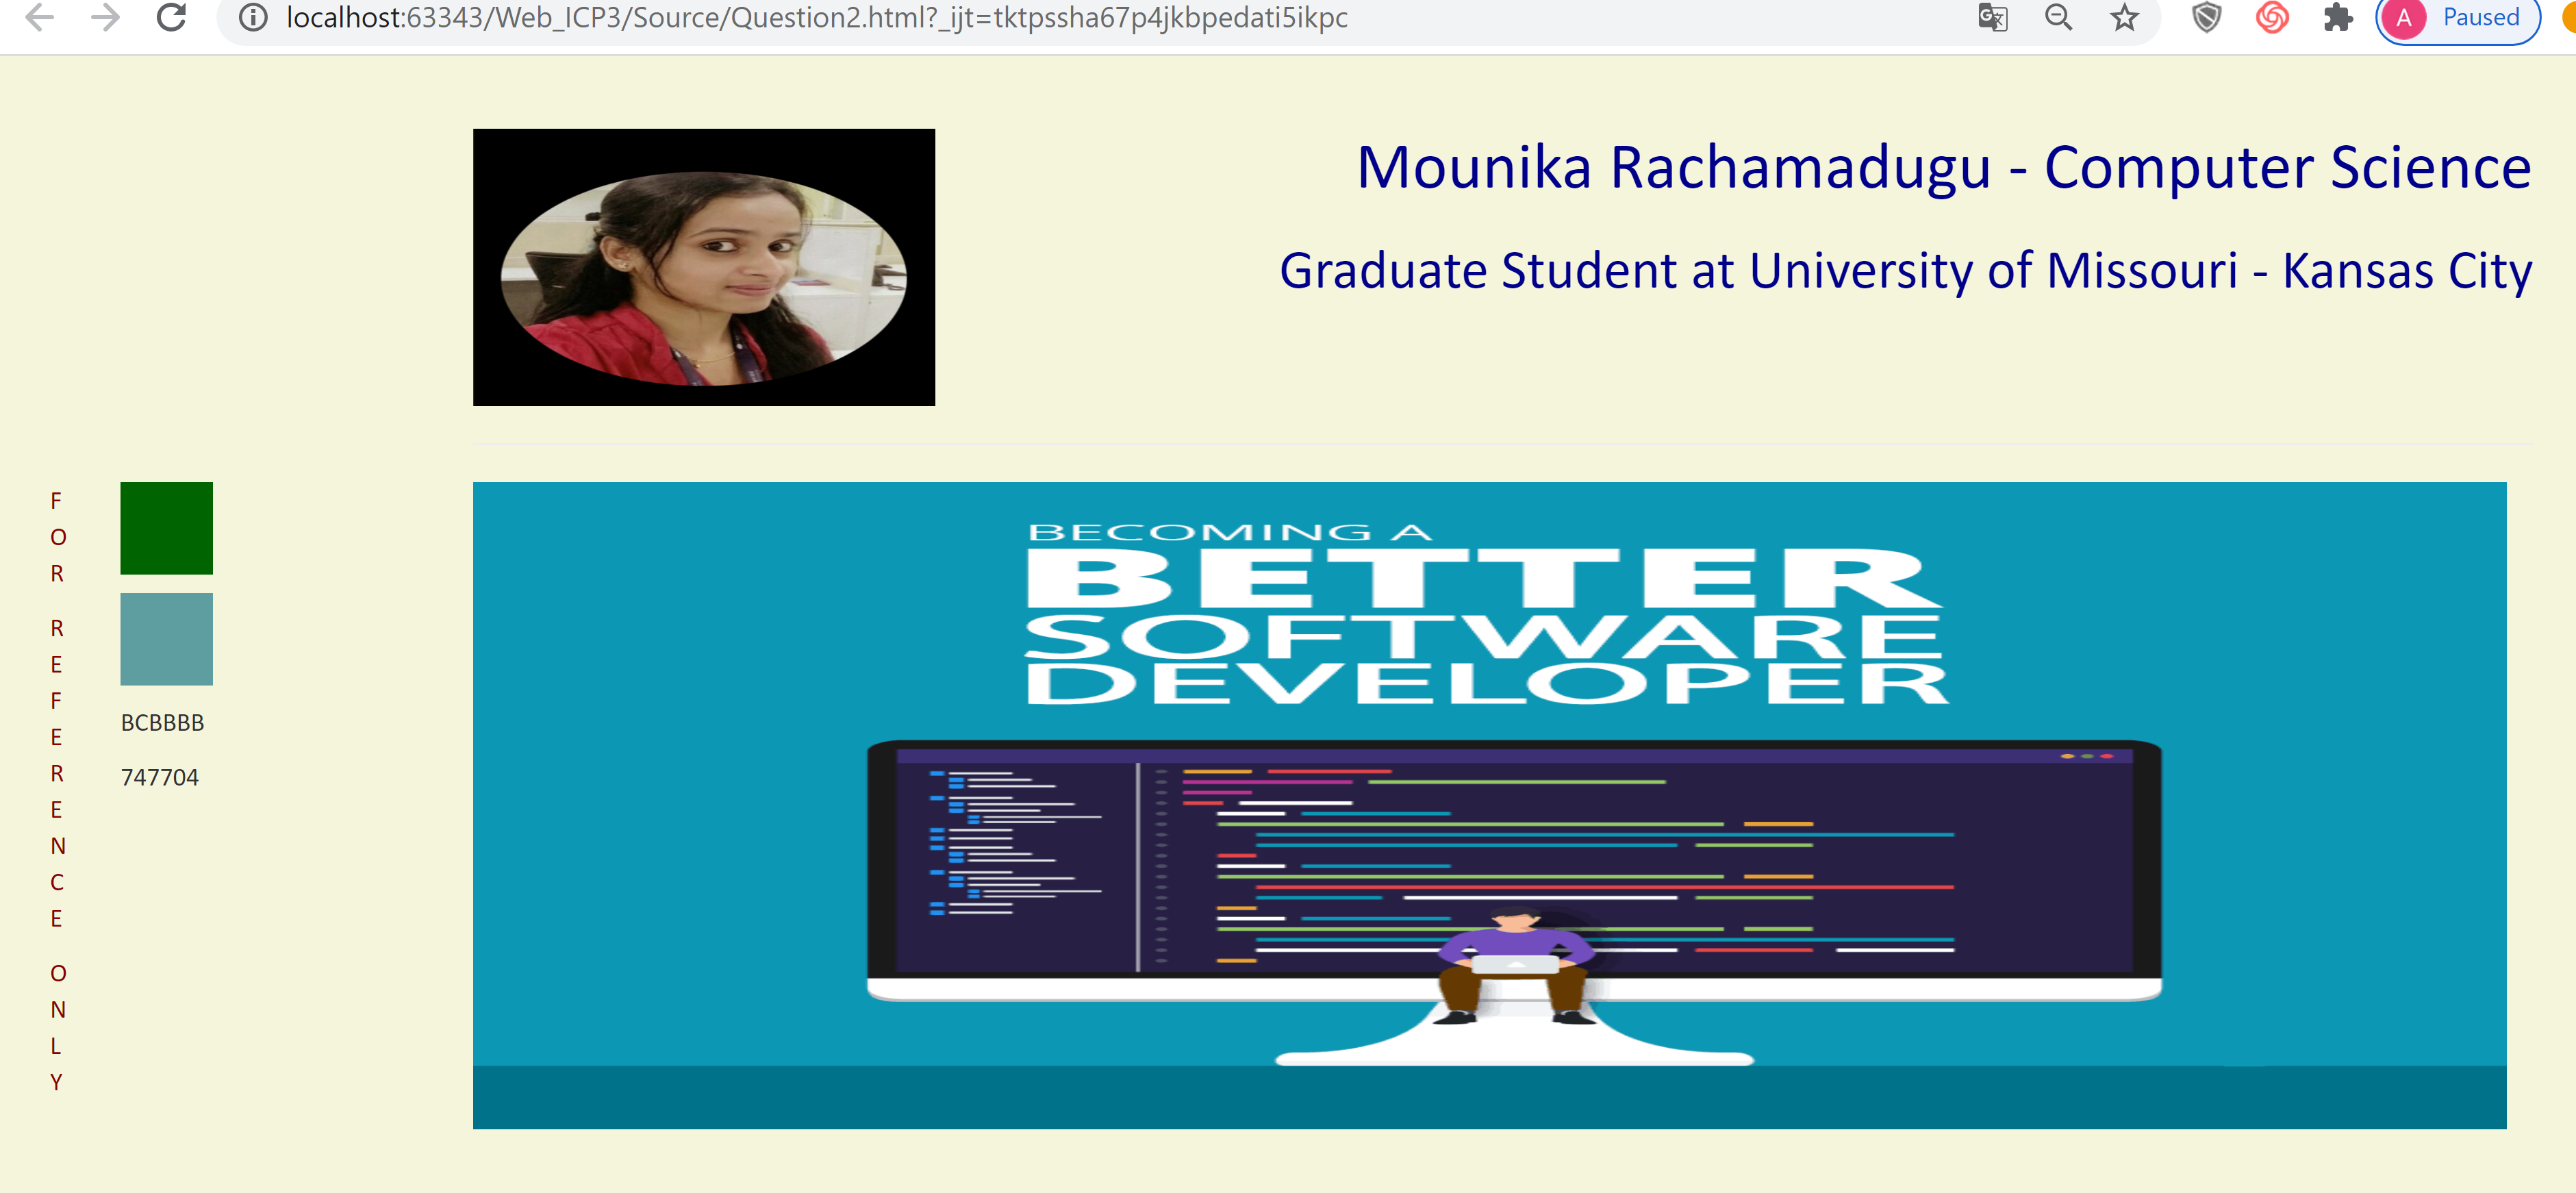 localhost:63343/Web_ICP3/Source/Question2.html?_ijt=tktpssha67p4jkbpedati5ikpc
A
Paused
Mounika Rachamadugu - Computer Science
Graduate Student at University of Missouri - Kansas City
F
O
R
R
E
F
E
R
E
N
C
E
O
N
L
Y
BCBBBB
747704
BECOMING A
BETTER
SOFTWARE
DEVELOPER